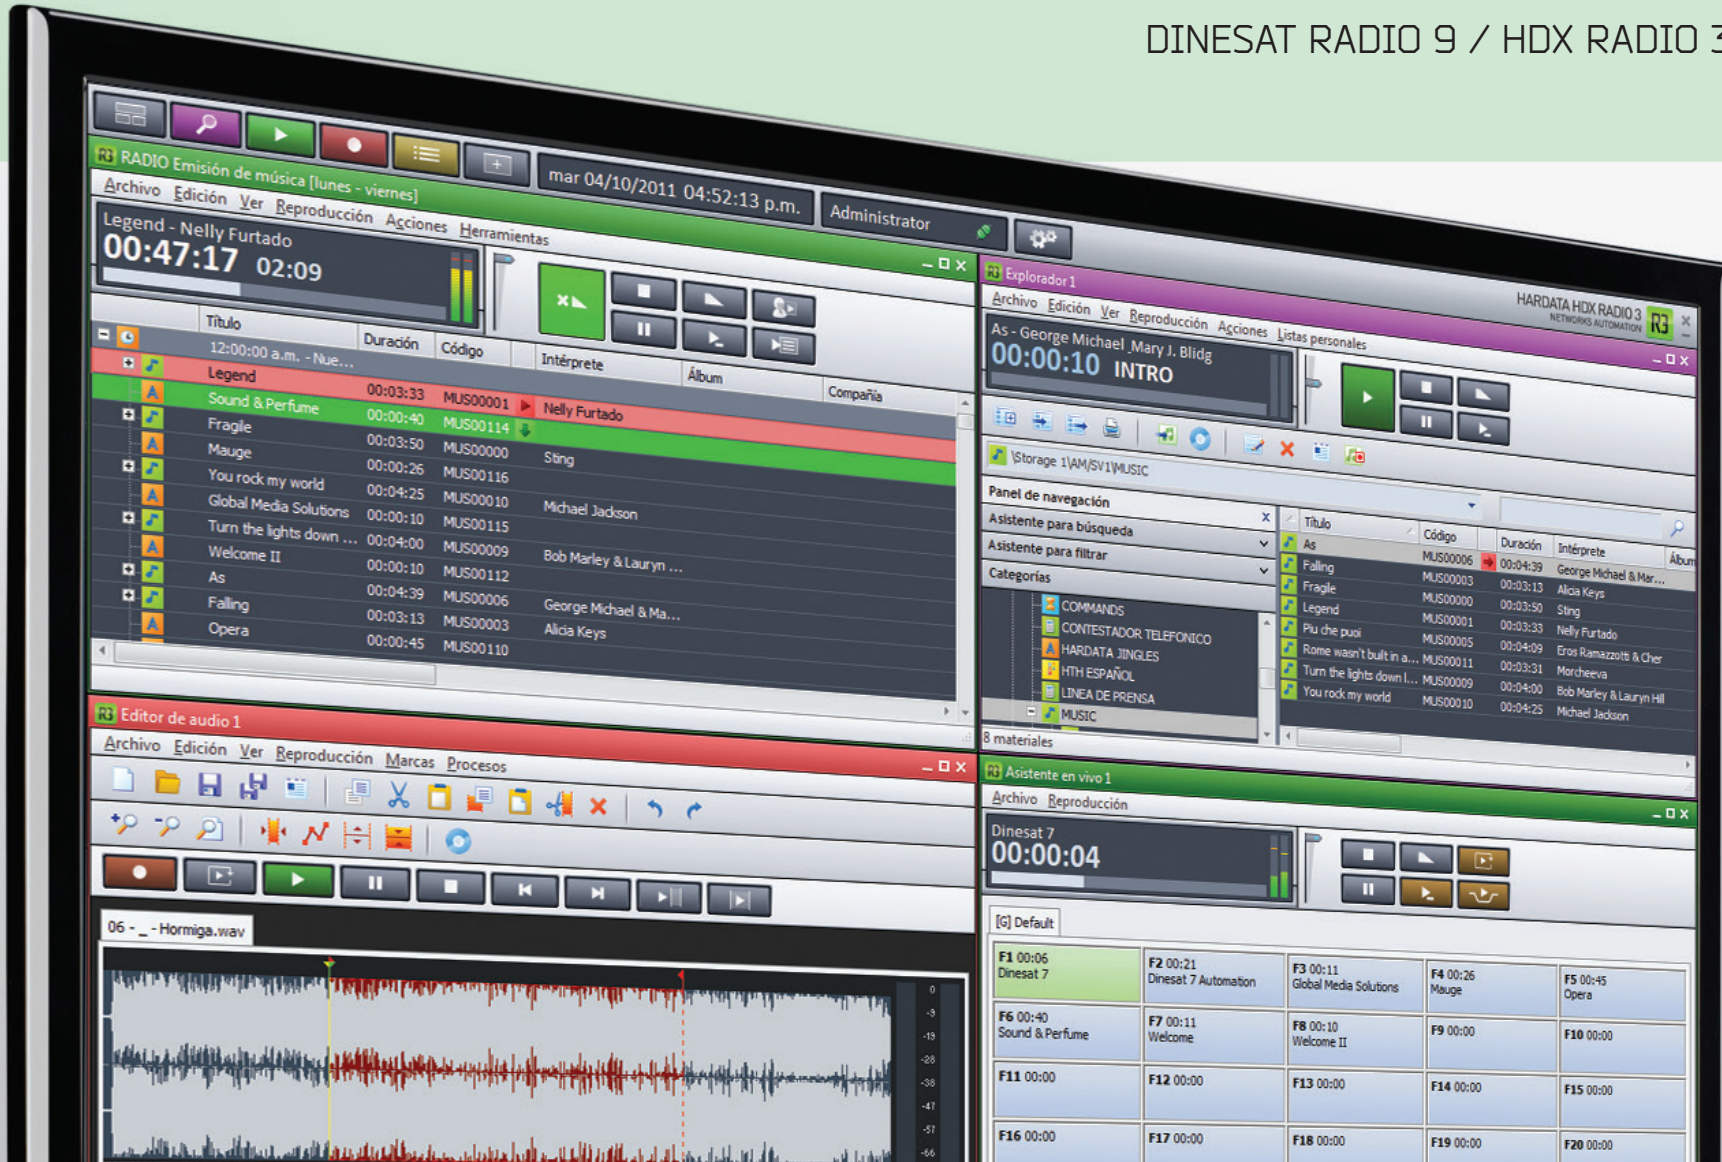 DINESAT RADIO 9 / HDX RADIO 3
mar 04/10/2011 04:52:13 p.m.
Administrator
HARDATA HDX RADIO 3
NETWORKS AUTOMATION
R3
R3 RADIO Emisión de música [lunes - viernes]
Archivo Edición Ver Reproducción Acciones Herramientas
Legend - Nelly Furtado
00:47:17 02:09
Título Duración Código Intérprete Álbum Compañia
12:00:00 a.m. - Nue...
Legend 00:03:33 MUS00001 Nelly Furtado
A Sound & Perfume 00:00:40 MUS00114
Fragile 00:03:50 MUS00000 Sting
A Mauge 00:00:26 MUS00116
You rock my world 00:04:25 MUS00010 Michael Jackson
A Global Media Solutions 00:00:10 MUS00115
Turn the lights down ... 00:04:00 MUS00009 Bob Marley & Lauryn ...
A Welcome II 00:00:10 MUS00112
As 00:04:39 MUS00006 George Michael & Ma...
Falling 00:03:13 MUS00003 Alicia Keys
A Opera 00:00:45 MUS00110
R3 Explorador 1
Archivo Edición Ver Reproducción Acciones Listas personales
As - George Michael _Mary J. Blidg
00:00:10 INTRO
\Storage 1\AM/SV1\MUSIC
Panel de navegación X
Asistente para búsqueda
Asistente para filtrar
Categorías
COMMANDS
CONTESTADOR TELEFONICO
A HARDATA JINGLES
HTH ESPAÑOL
LINEA DE PRENSA
MUSIC
8 materiales
Título Código Duración Intérprete Álbum
As MUS00006 00:04:39 George Michael & Mar...
Falling MUS00003 00:03:13 Alicia Keys
Fragile MUS00000 00:03:50 Sting
Legend MUS00001 00:03:33 Nelly Furtado
Piu che puoi MUS00005 00:04:09 Eros Ramazzotti & Cher
Rome wasn't built in a... MUS00011 00:03:31 Morcheeva
Turn the lights down l... MUS00009 00:04:00 Bob Marley & Lauryn Hill
You rock my world MUS00010 00:04:25 Michael Jackson
R3 Editor de audio 1
Archivo Edición Ver Reproducción Marcas Procesos
06 - _ - Hormiga.wav
0
-9
-19
-28
-38
-47
-57
-66
R3 Asistente en vivo 1
Archivo Reproducción
Dinesat 7
00:00:04
[G] Default
F1 00:06 F2 00:21 F3 00:11 F4 00:26 F5 00:45
Dinesat 7 Dinesat 7 Automation Global Media Solutions Mauge Opera
F6 00:40 F7 00:11 F8 00:10 F9 00:00 F10 00:00
Sound & Perfume Welcome Welcome II
F11 00:00 F12 00:00 F13 00:00 F14 00:00 F15 00:00
F16 00:00 F17 00:00 F18 00:00 F19 00:00 F20 00:00